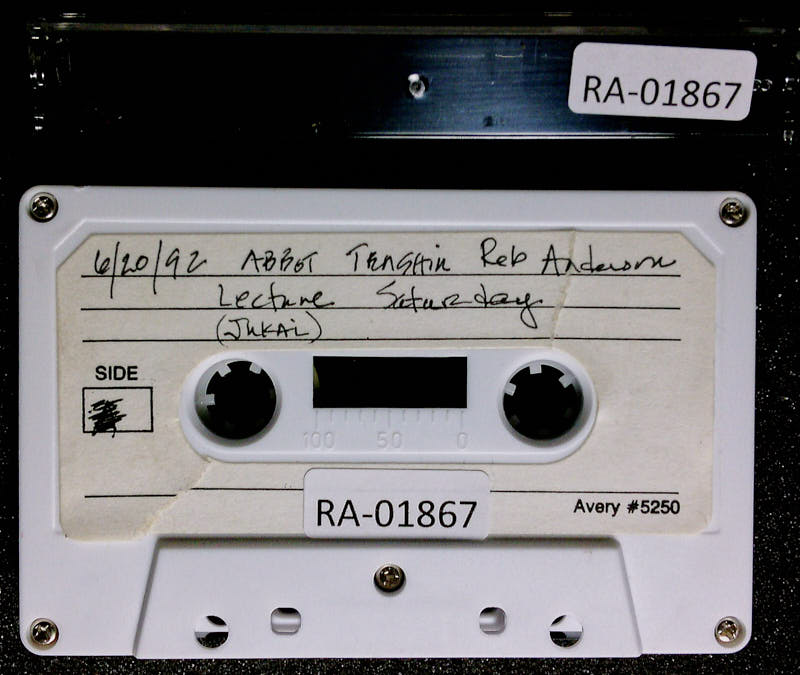 RA-01867
6/20/92 ABBOT TENSHIN Reb Anderson
Lecture Saturday
(JUKAI)
SIDE
100 50 0
RA-01867
Avery #5250